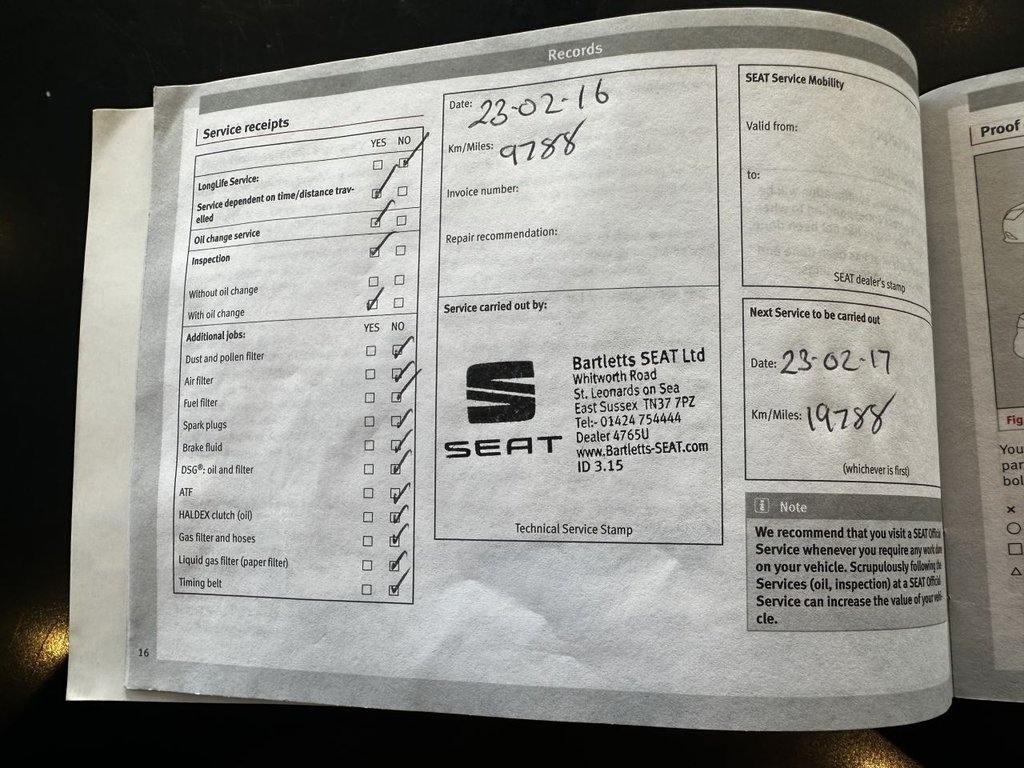 Records
Service receipts
YES NO
LongLife Service:
Service dependent on time/distance trav-
elled
Oil change service
Inspection
Without oil change
With oil change
Additional jobs: YES NO
Dust and pollen filter
Air filter
Fuel filter
Spark plugs
Brake fluid
DSG®: oil and filter
ATF
HALDEX clutch (oil)
Gas filter and hoses
Liquid gas filter (paper filter)
Timing belt
16
Date: 23-02-16
Km/Miles: 9788
Invoice number:
Repair recommendation:
Service carried out by:
SEAT
Bartletts SEAT Ltd
Whitworth Road
St. Leonards on Sea
East Sussex TN37 7PZ
Tel:- 01424 754444
Dealer 4765U
www.Bartletts-SEAT.com
ID 3.15
Technical Service Stamp
SEAT Service Mobility
Valid from:
to:
SEAT dealer's stamp
Next Service to be carried out
Date: 23-02-17
Km/Miles: 19788
(whichever is first)
i Note
We recommend that you visit a SEAT Official
Service whenever you require any work done
on your vehicle. Scrupulously following the
Services (oil, inspection) at a SEAT Official
Service can increase the value of your vehi-
cle.
Proof
Fig
You
par
bol